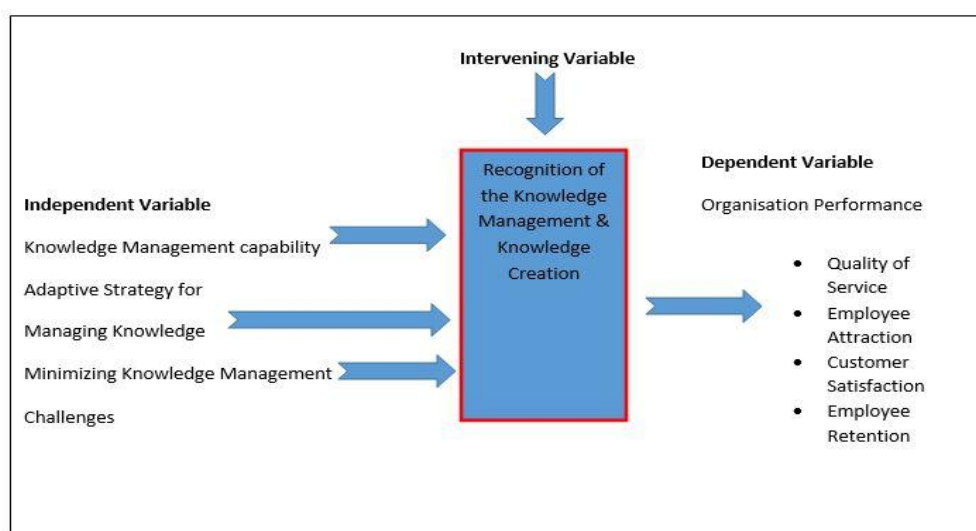 Intervening Variable
Independent Variable
Knowledge Management capability
Adaptive Strategy for
Managing Knowledge
Minimizing Knowledge Management
Challenges
Recognition of
the Knowledge
Management &
Knowledge
Creation
Dependent Variable
Organisation Performance
• Quality of
Service
• Employee
Attraction
• Customer
Satisfaction
• Employee
Retention